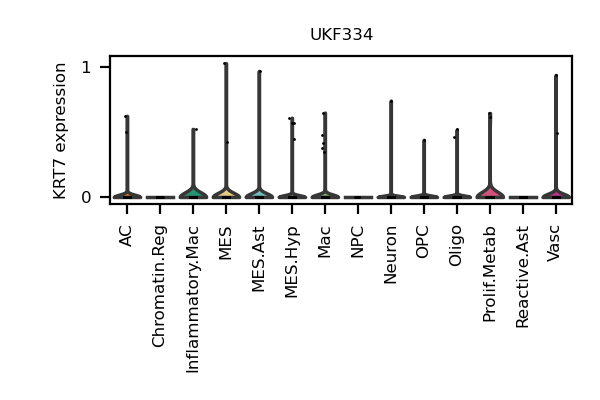 UKF334
KRT7 expression
1
0
AC
Chromatin.Reg
Inflammatory.Mac
MES
MES.Ast
MES.Hyp
Mac
NPC
Neuron
OPC
Oligo
Prolif.Metab
Reactive.Ast
Vasc